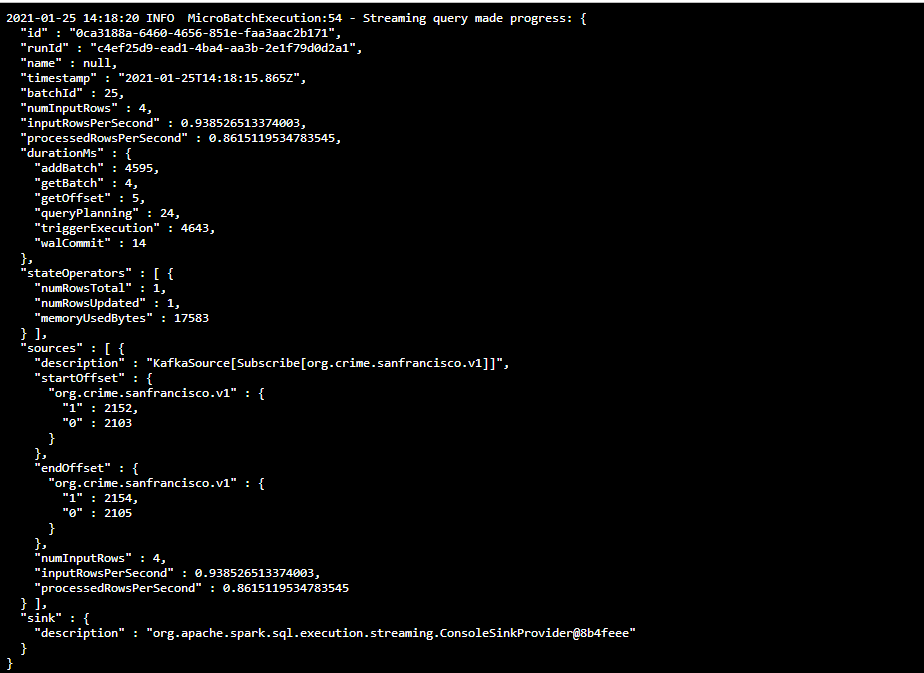 2021-01-25 14:18:20 INFO  MicroBatchExecution:54 - Streaming query made progress: {
  "id" : "0ca3188a-6460-4656-851e-faa3aac2b171",
  "runId" : "c4ef25d9-ead1-4ba4-aa3b-2e1f79d0d2a1",
  "name" : null,
  "timestamp" : "2021-01-25T14:18:15.865Z",
  "batchId" : 25,
  "numInputRows" : 4,
  "inputRowsPerSecond" : 0.938526513374003,
  "processedRowsPerSecond" : 0.8615119534783545,
  "durationMs" : {
    "addBatch" : 4595,
    "getBatch" : 4,
    "getOffset" : 5,
    "queryPlanning" : 24,
    "triggerExecution" : 4643,
    "walCommit" : 14
  },
  "stateOperators" : [ {
    "numRowsTotal" : 1,
    "numRowsUpdated" : 1,
    "memoryUsedBytes" : 17583
  } ],
  "sources" : [ {
    "description" : "KafkaSource[Subscribe[org.crime.sanfrancisco.v1]]",
    "startOffset" : {
      "org.crime.sanfrancisco.v1" : {
        "1" : 2152,
        "0" : 2103
      }
    },
    "endOffset" : {
      "org.crime.sanfrancisco.v1" : {
        "1" : 2154,
        "0" : 2105
      }
    },
    "numInputRows" : 4,
    "inputRowsPerSecond" : 0.938526513374003,
    "processedRowsPerSecond" : 0.8615119534783545
  } ],
  "sink" : {
    "description" : "org.apache.spark.sql.execution.streaming.ConsoleSinkProvider@8b4feee"
  }
}